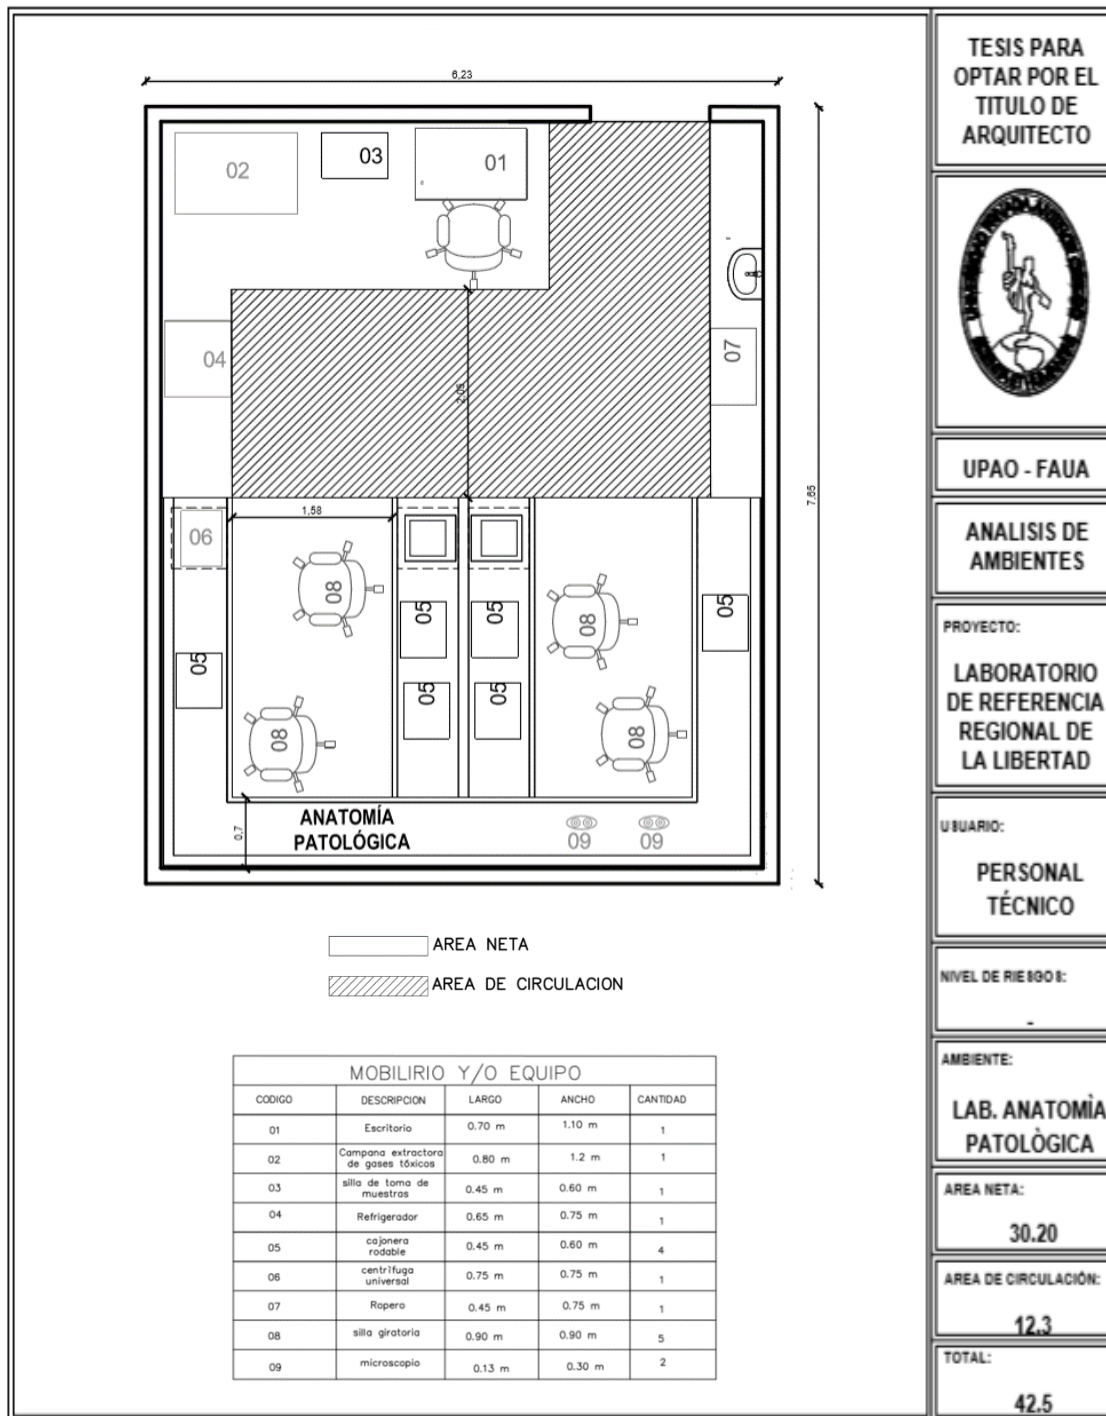 6,23
02
03
01
04
2,05
07
7,65
1,58
06
08
05
05
08
05
05
05
05
08
08
0,7
ANATOMÍA
PATOLÓGICA
09
09
AREA NETA
AREA DE CIRCULACION
MOBILIRIO Y/O EQUIPO
CODIGO DESCRIPCION LARGO ANCHO CANTIDAD
01 Escritorio 0.70 m 1.10 m 1
02 Campana extractora de gases tóxicos 0.80 m 1.2 m 1
03 silla de toma de muestras 0.45 m 0.60 m 1
04 Refrigerador 0.65 m 0.75 m 1
05 cajonera rodable 0.45 m 0.60 m 4
06 centrìfuga universal 0.75 m 0.75 m 1
07 Ropero 0.45 m 0.75 m 1
08 silla giratoria 0.90 m 0.90 m 5
09 microscopio 0.13 m 0.30 m 2
TESIS PARA
OPTAR POR EL
TITULO DE
ARQUITECTO
UPAO - FAUA
ANALISIS DE
AMBIENTES
PROYECTO:
LABORATORIO
DE REFERENCIA
REGIONAL DE
LA LIBERTAD
USUARIO:
PERSONAL
TÉCNICO
NIVEL DE RIESGOS:
-
AMBIENTE:
LAB. ANATOMÌA
PATOLÒGICA
AREA NETA:
30.20
AREA DE CIRCULACIÓN:
12.3
TOTAL:
42.5